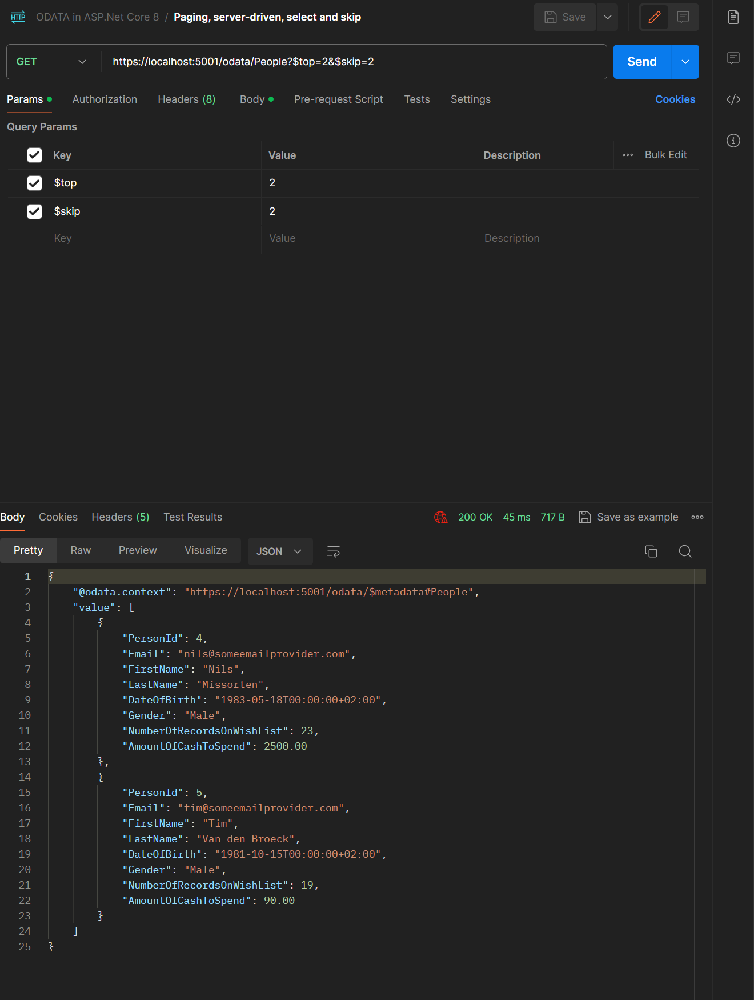 HTTP ODATA in ASP.Net Core 8 / Paging, server-driven, select and skip Save
GET https://localhost:5001/odata/People?$top=2&$skip=2 Send
Params Authorization Headers (8) Body Pre-request Script Tests Settings Cookies
Query Params
Key Value Description Bulk Edit
$top 2
$skip 2
Key Value Description
Body Cookies Headers (5) Test Results 200 OK 45 ms 717 B Save as example
Pretty Raw Preview Visualize JSON
1 {
2 "@odata.context": "https://localhost:5001/odata/$metadata#People",
3 "value": [
4 {
5 "PersonId": 4,
6 "Email": "nils@someemailprovider.com",
7 "FirstName": "Nils",
8 "LastName": "Missorten",
9 "DateOfBirth": "1983-05-18T00:00:00+02:00",
10 "Gender": "Male",
11 "NumberOfRecordsOnWishList": 23,
12 "AmountOfCashToSpend": 2500.00
13 },
14 {
15 "PersonId": 5,
16 "Email": "tim@someemailprovider.com",
17 "FirstName": "Tim",
18 "LastName": "Van den Broeck",
19 "DateOfBirth": "1981-10-15T00:00:00+02:00",
20 "Gender": "Male",
21 "NumberOfRecordsOnWishList": 19,
22 "AmountOfCashToSpend": 90.00
23 }
24 ]
25 }